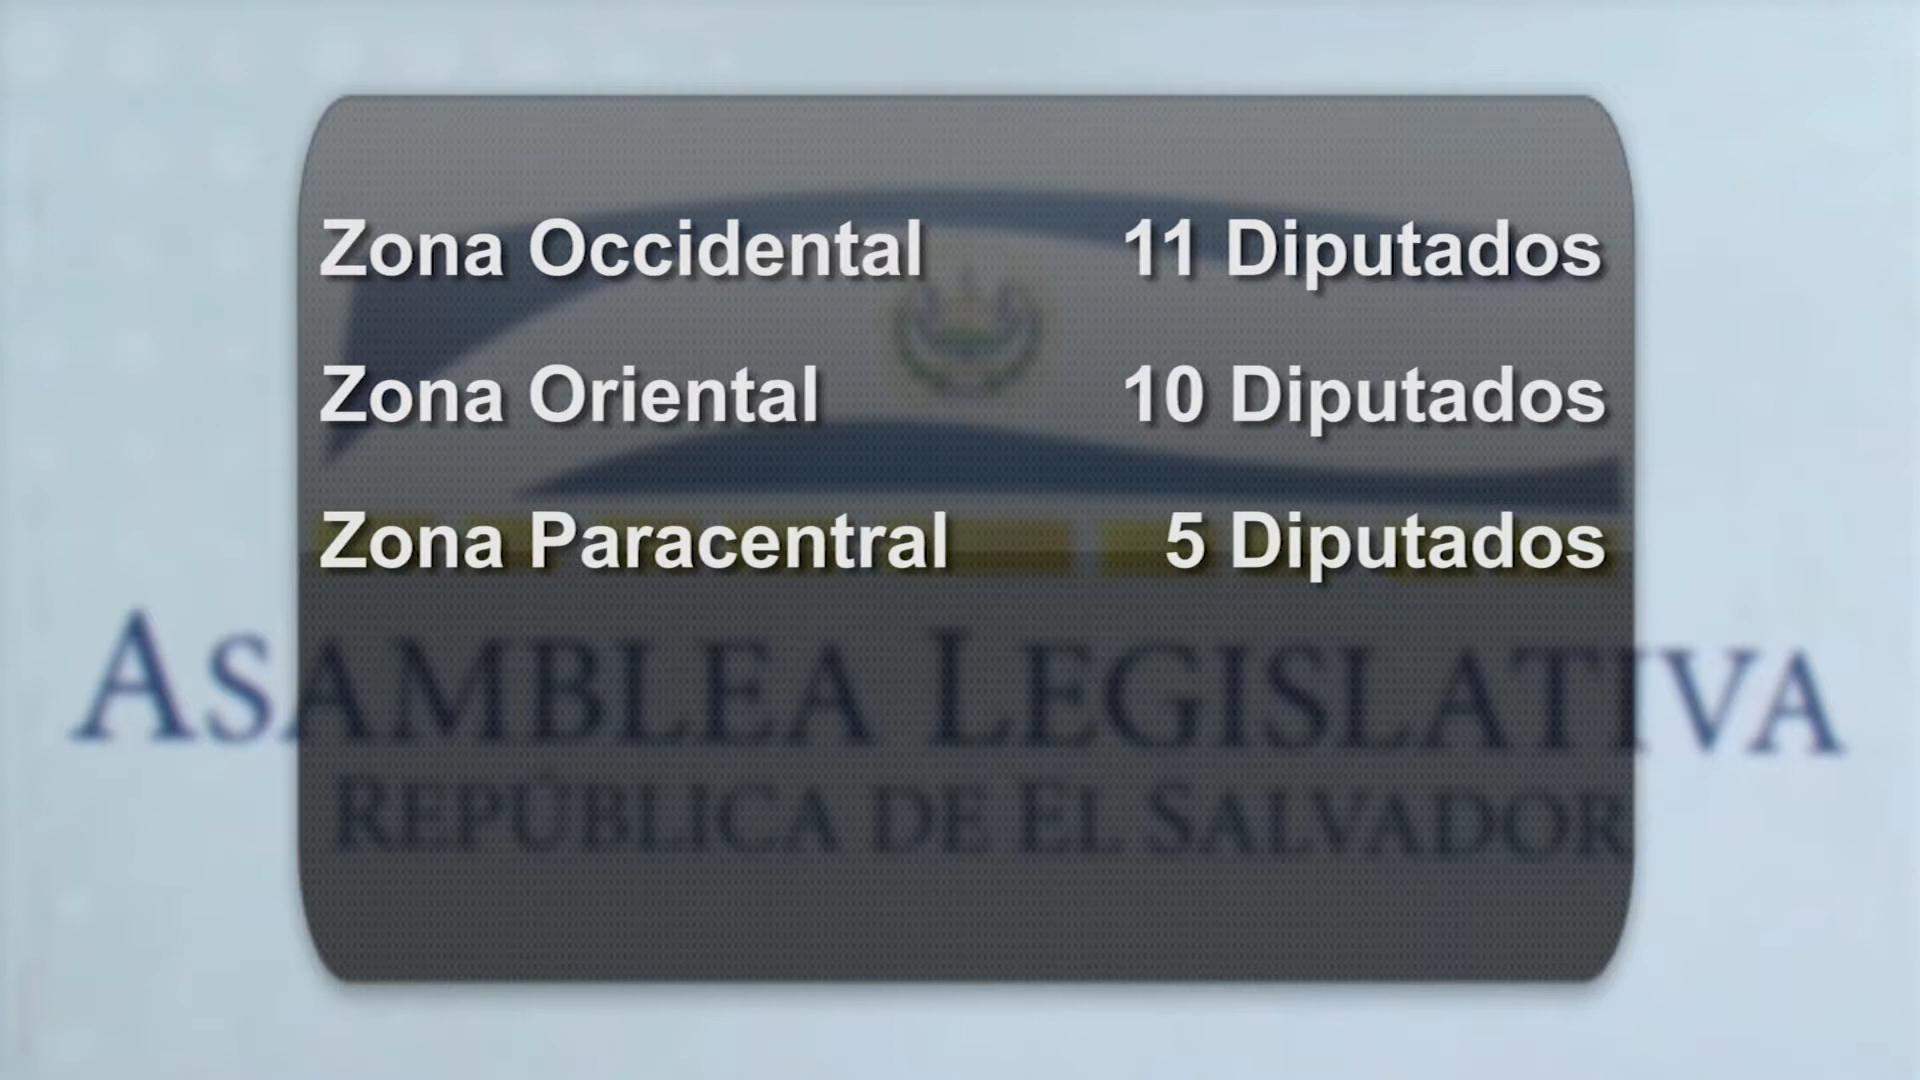 Zona Occidental 11 Diputados
Zona Oriental 10 Diputados
Zona Paracentral 5 Diputados
ASAMBLEA LEGISLATIVA
REPÚBLICA DE EL SALVADOR